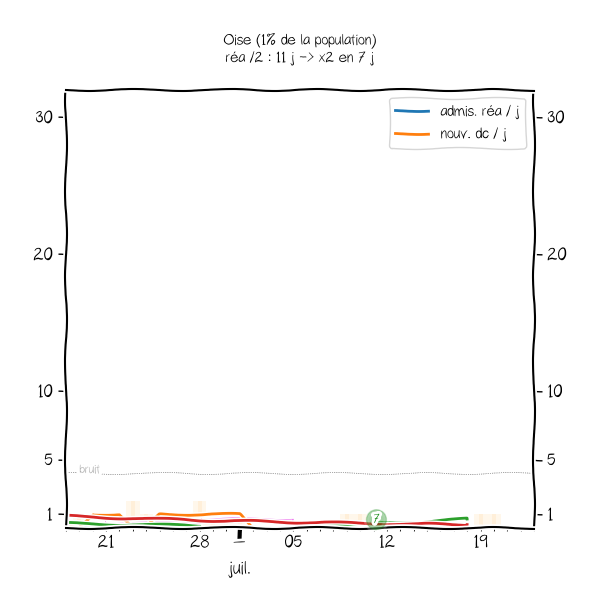 Oise (1% de la population)
réa /2 : 11 j -> x2 en 7 j
admis. réa / j
nouv. dc / j
30 30
20 20
10 10
5 5
bruit
1 1
7
21 28 05 12 19
juil.